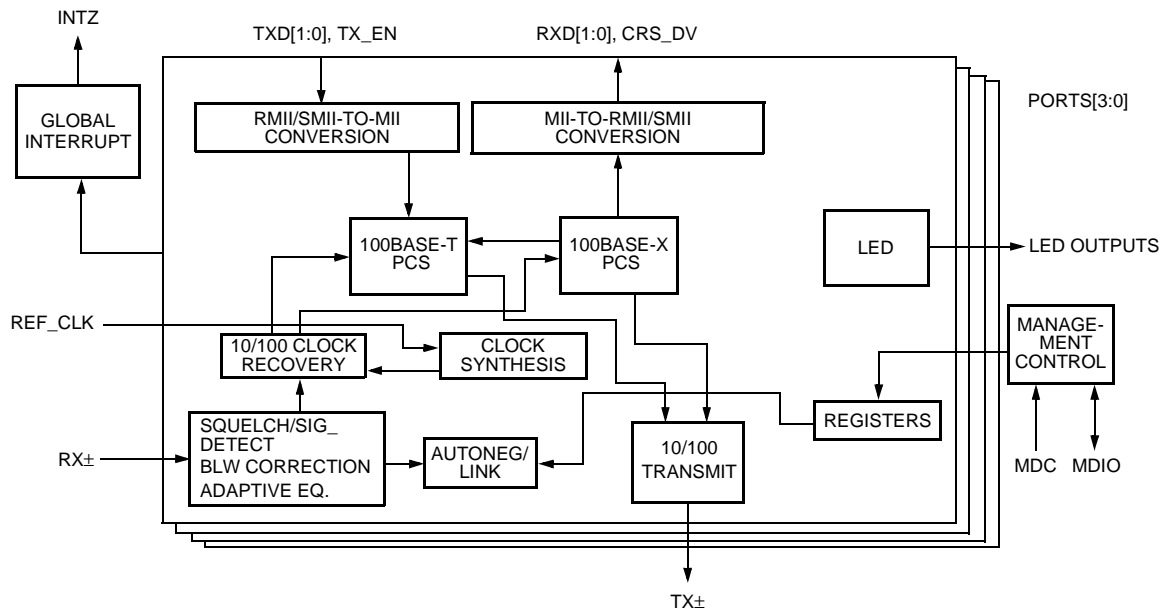 INTZ
TXD[1:0], TX_EN
RXD[1:0], CRS_DV
GLOBAL
INTERRUPT
RMII/SMII-TO-MII
CONVERSION
MII-TO-RMII/SMII
CONVERSION
PORTS[3:0]
100BASE-T
PCS
100BASE-X
PCS
LED
LED OUTPUTS
REF_CLK
10/100 CLOCK
RECOVERY
CLOCK
SYNTHESIS
MANAGE-
MENT
CONTROL
REGISTERS
SQUELCH/SIG_
DETECT
BLW CORRECTION
ADAPTIVE EQ.
AUTONEG/
LINK
10/100
TRANSMIT
RX±
MDC
MDIO
TX±